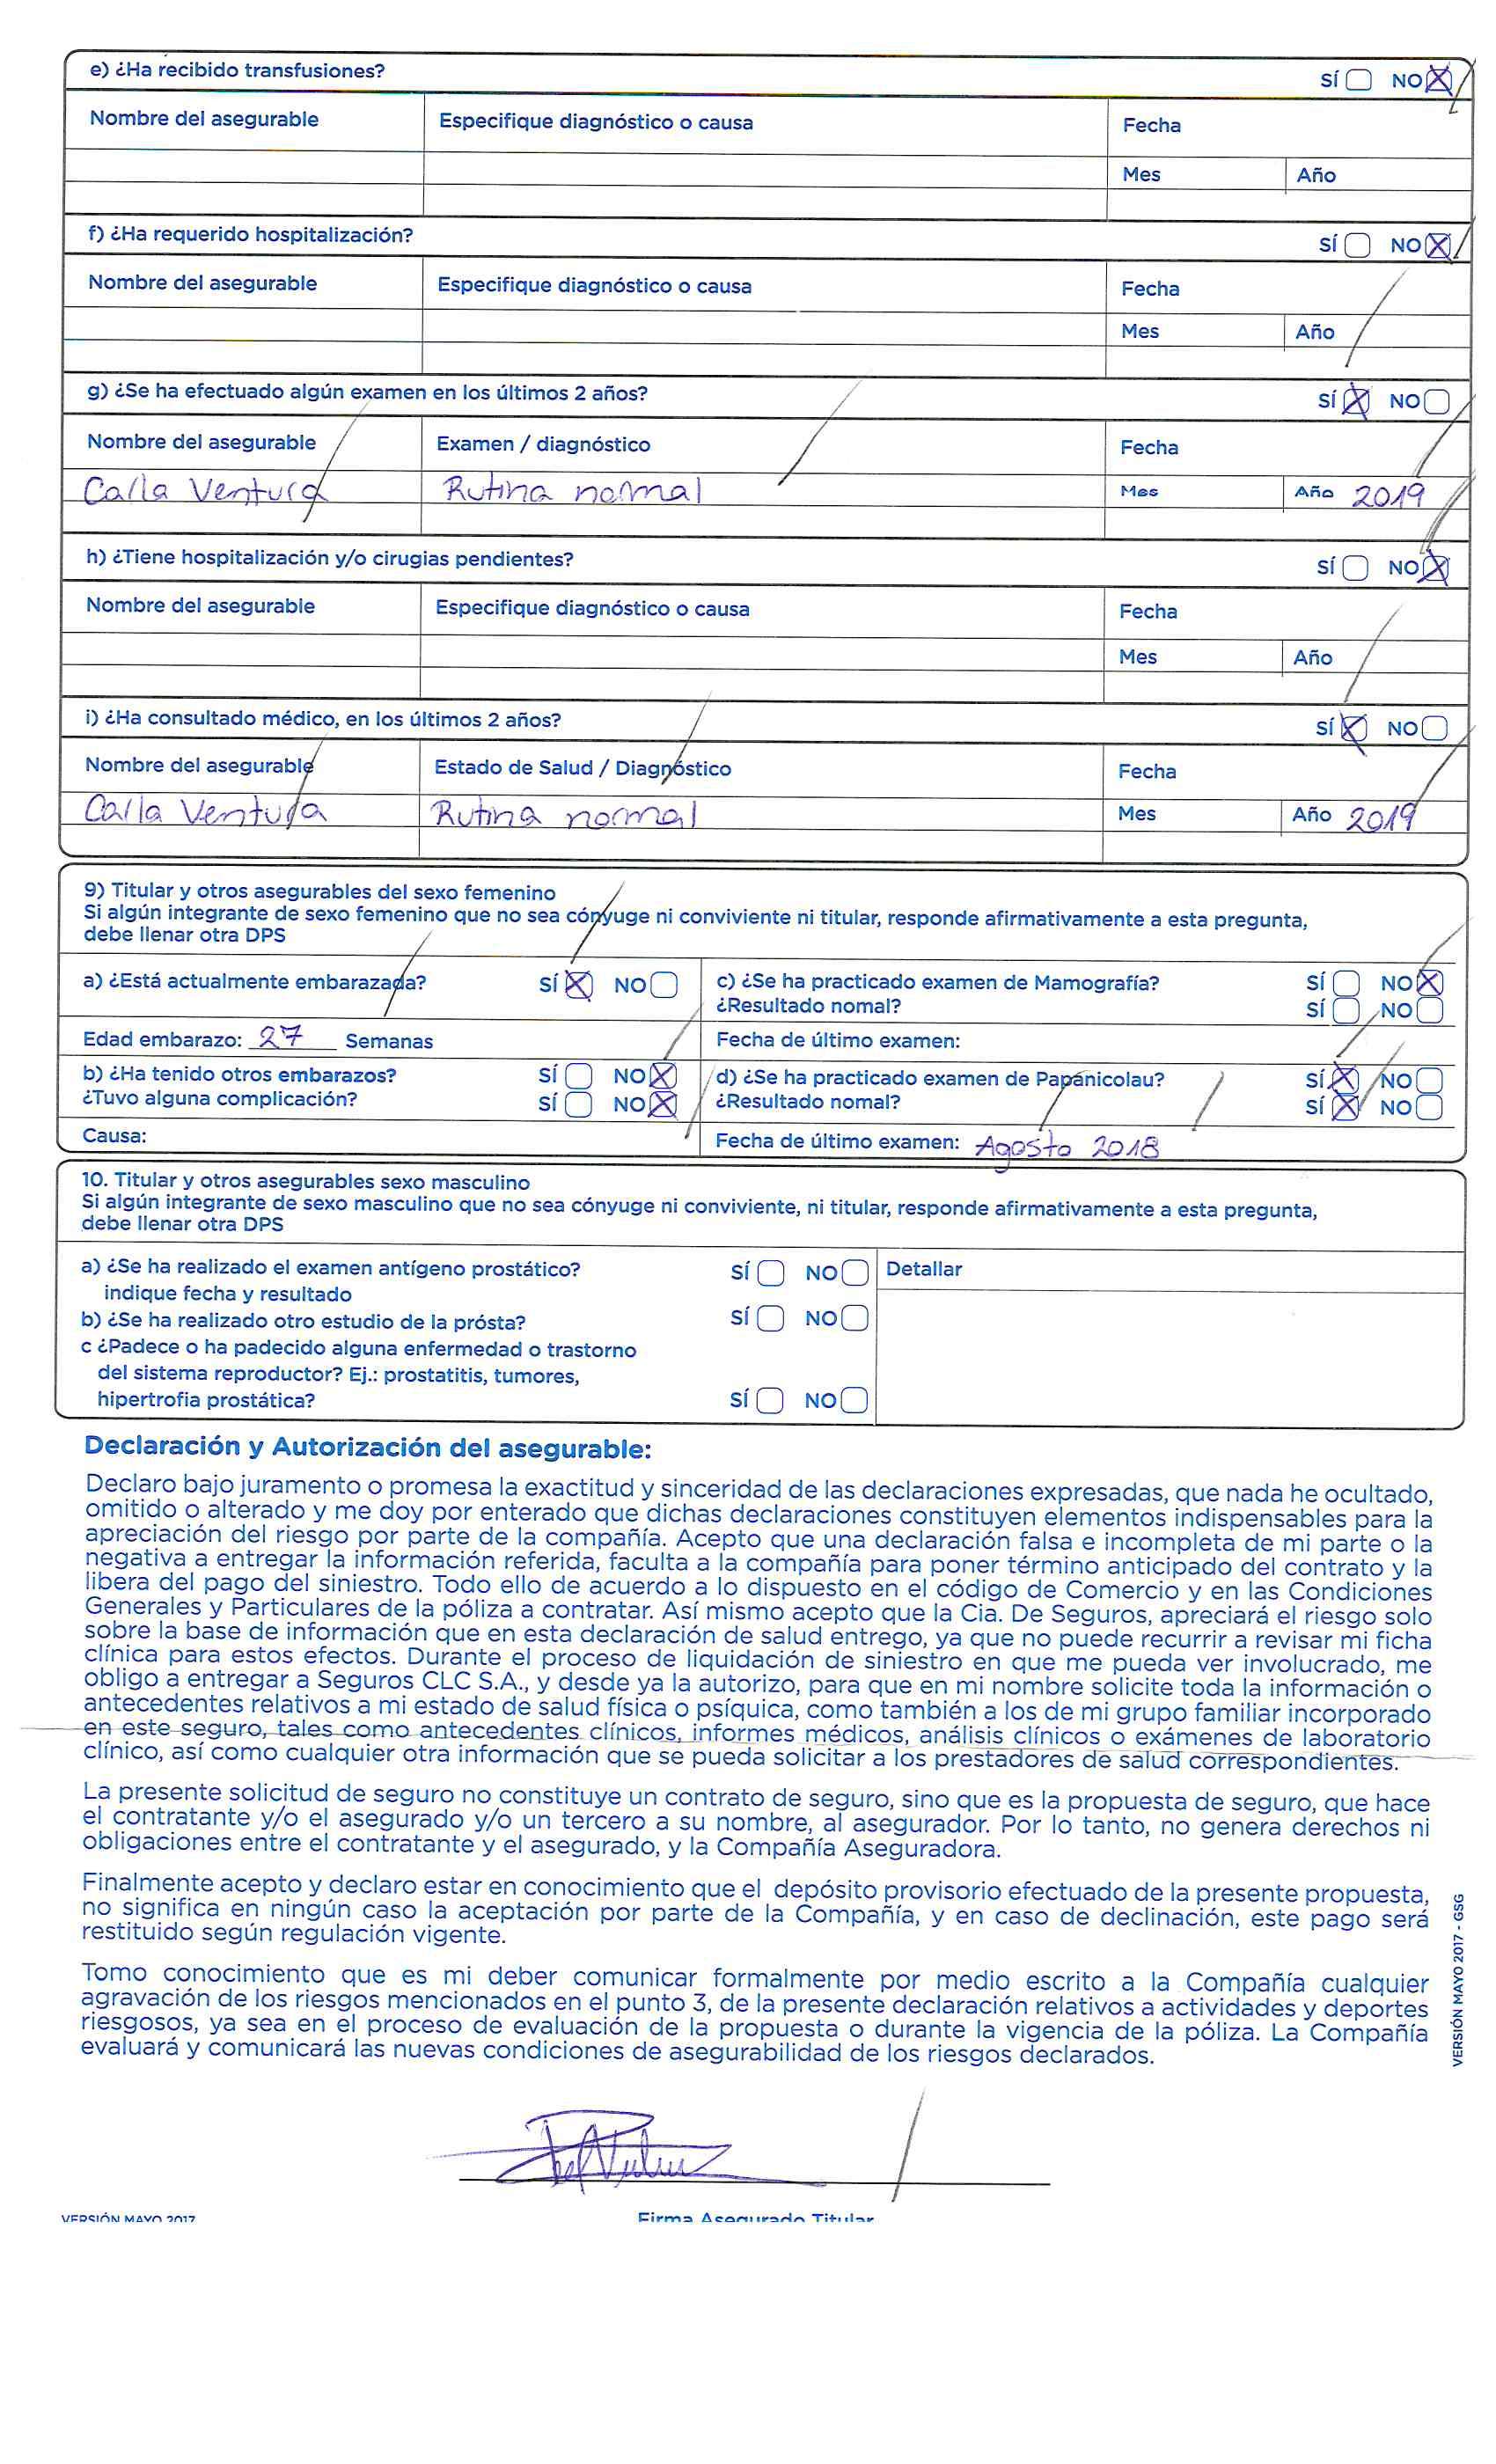 e) ¿Ha recibido transfusiones? SÍ NO X
Nombre del asegurable Especifique diagnóstico o causa Fecha
Mes Año
f) ¿Ha requerido hospitalización? SÍ NO X
Nombre del asegurable Especifique diagnóstico o causa Fecha
Mes Año
g) ¿Se ha efectuado algún examen en los últimos 2 años? SÍ X NO
Nombre del asegurable Examen / diagnóstico Fecha
Carla Ventura Rutina normal Mes Año 2019
h) ¿Tiene hospitalización y/o cirugias pendientes? SÍ NO X
Nombre del asegurable Especifique diagnóstico o causa Fecha
Mes Año
i) ¿Ha consultado médico, en los últimos 2 años? SÍ X NO
Nombre del asegurable Estado de Salud / Diagnóstico Fecha
Carla Ventura Rutina normal Mes Año 2019
9) Titular y otros asegurables del sexo femenino
Si algún integrante de sexo femenino que no sea cónyuge ni conviviente ni titular, responde afirmativamente a esta pregunta,
debe llenar otra DPS
a) ¿Está actualmente embarazada? SÍ X NO
Edad embarazo: 27 Semanas
b) ¿Ha tenido otros embarazos? SÍ NO X
¿Tuvo alguna complicación? SÍ NO X
Causa:
c) ¿Se ha practicado examen de Mamografía? SÍ NO X
¿Resultado nomal? SÍ NO
Fecha de último examen:
d) ¿Se ha practicado examen de Papanicolau? SÍ X NO
¿Resultado nomal? SÍ X NO
Fecha de último examen: Agosto 2018
10. Titular y otros asegurables sexo masculino
Si algún integrante de sexo masculino que no sea cónyuge ni conviviente, ni titular, responde afirmativamente a esta pregunta,
debe llenar otra DPS
a) ¿Se ha realizado el examen antígeno prostático? SÍ NO Detallar
indique fecha y resultado
b) ¿Se ha realizado otro estudio de la prósta? SÍ NO
c ¿Padece o ha padecido alguna enfermedad o trastorno
del sistema reproductor? Ej.: prostatitis, tumores,
hipertrofia prostática? SÍ NO
Declaración y Autorización del asegurable:
Declaro bajo juramento o promesa la exactitud y sinceridad de las declaraciones expresadas, que nada he ocultado,
omitido o alterado y me doy por enterado que dichas declaraciones constituyen elementos indispensables para la
apreciación del riesgo por parte de la compañía. Acepto que una declaración falsa e incompleta de mi parte o la
negativa a entregar la información referida, faculta a la compañía para poner término anticipado del contrato y la
libera del pago del siniestro. Todo ello de acuerdo a lo dispuesto en el código de Comercio y en las Condiciones
Generales y Particulares de la póliza a contratar. Así mismo acepto que la Cia. De Seguros, apreciará el riesgo solo
sobre la base de información que en esta declaración de salud entrego, ya que no puede recurrir a revisar mi ficha
clínica para estos efectos. Durante el proceso de liquidación de siniestro en que me pueda ver involucrado, me
obligo a entregar a Seguros CLC S.A., y desde ya la autorizo, para que en mi nombre solicite toda la información o
antecedentes relativos a mi estado de salud física o psíquica, como también a los de mi grupo familiar incorporado
en este seguro, tales como antecedentes clínicos, informes médicos, análisis clínicos o exámenes de laboratorio
clínico, así como cualquier otra información que se pueda solicitar a los prestadores de salud correspondientes.
La presente solicitud de seguro no constituye un contrato de seguro, sino que es la propuesta de seguro, que hace
el contratante y/o el asegurado y/o un tercero a su nombre, al asegurador. Por lo tanto, no genera derechos ni
obligaciones entre el contratante y el asegurado, y la Compañía Aseguradora.
Finalmente acepto y declaro estar en conocimiento que el depósito provisorio efectuado de la presente propuesta,
no significa en ningún caso la aceptación por parte de la Compañía, y en caso de declinación, este pago será
restituido según regulación vigente.
Tomo conocimiento que es mi deber comunicar formalmente por medio escrito a la Compañía cualquier
agravación de los riesgos mencionados en el punto 3, de la presente declaración relativos a actividades y deportes
riesgosos, ya sea en el proceso de evaluación de la propuesta o durante la vigencia de la póliza. La Compañía
evaluará y comunicará las nuevas condiciones de asegurabilidad de los riesgos declarados.
VERSIÓN MAYO 2017 - GSG
VERSIÓN MAYO 2017 Firma Asegurado Titular